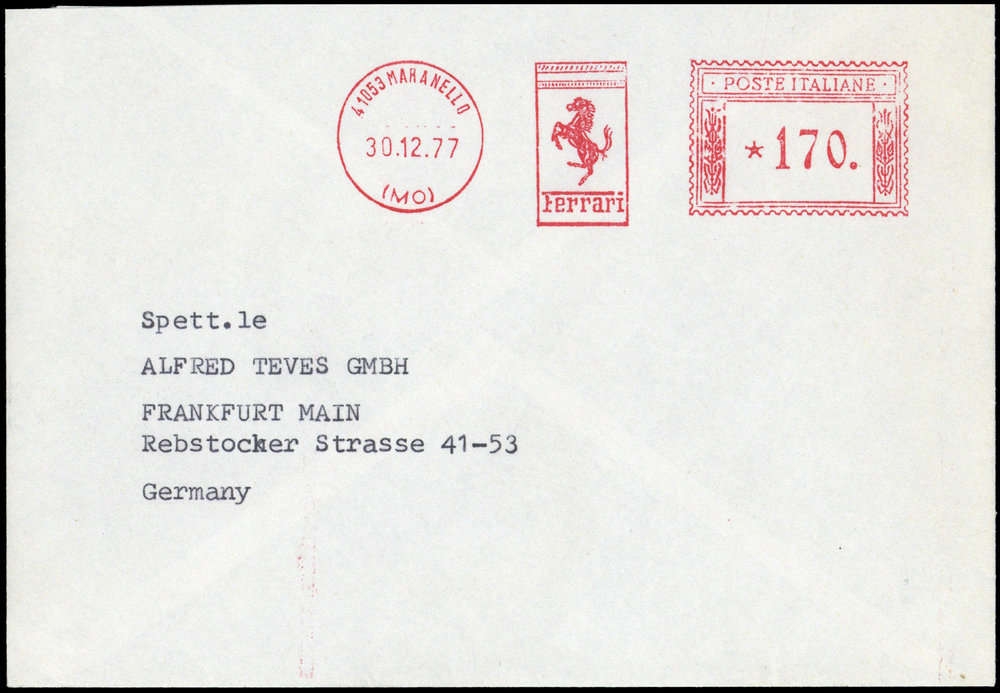 41053 MARANELLO
30.12.77
(MO)
ferrari
· POSTE ITALIANE ·
* 170.
Spett.le
ALFRED TEVES GMBH
FRANKFURT MAIN
Rebstocker Strasse 41-53
Germany